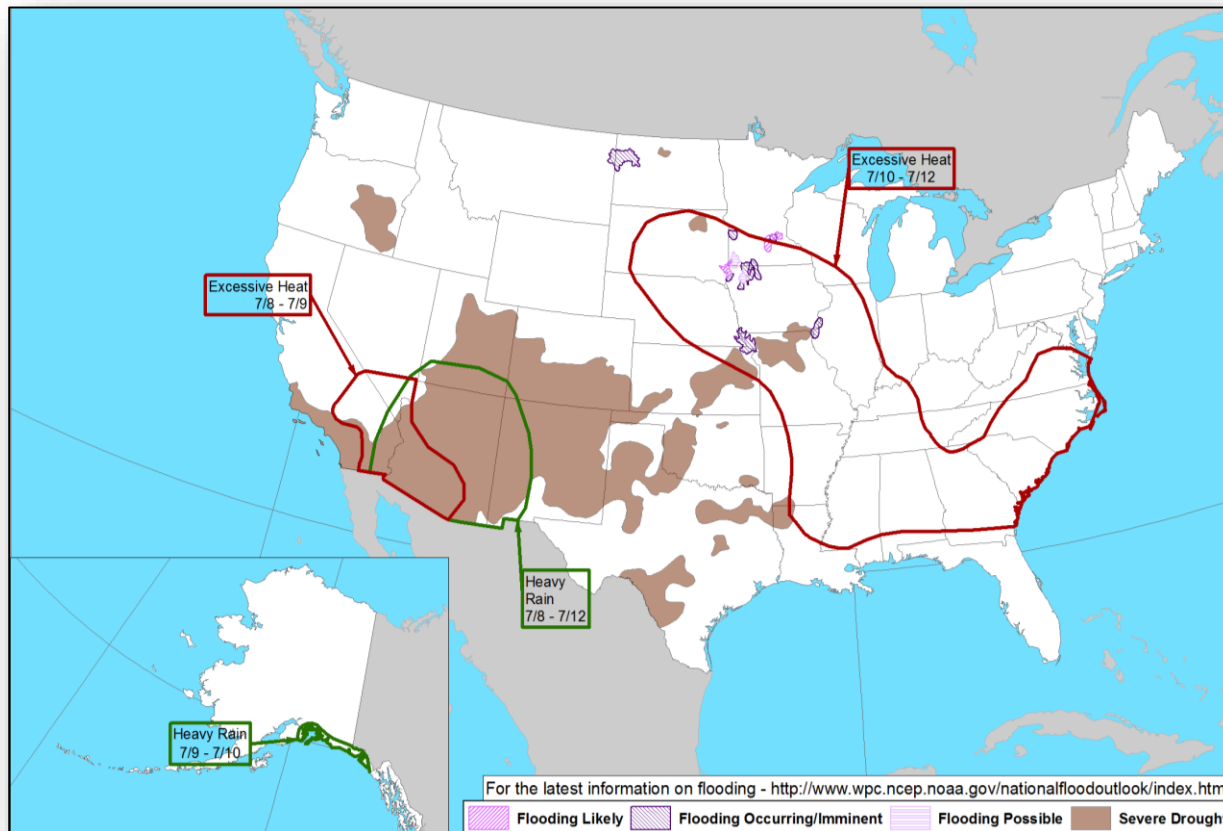 Excessive Heat
7/10 - 7/12
Excessive Heat
7/8 - 7/9
Heavy
Rain
7/8 - 7/12
Heavy Rain
7/9 - 7/10
For the latest information on flooding - http://www.wpc.ncep.noaa.gov/nationalfloodoutlook/index.htm
Flooding Likely
Flooding Occurring/Imminent
Flooding Possible
Severe Drought